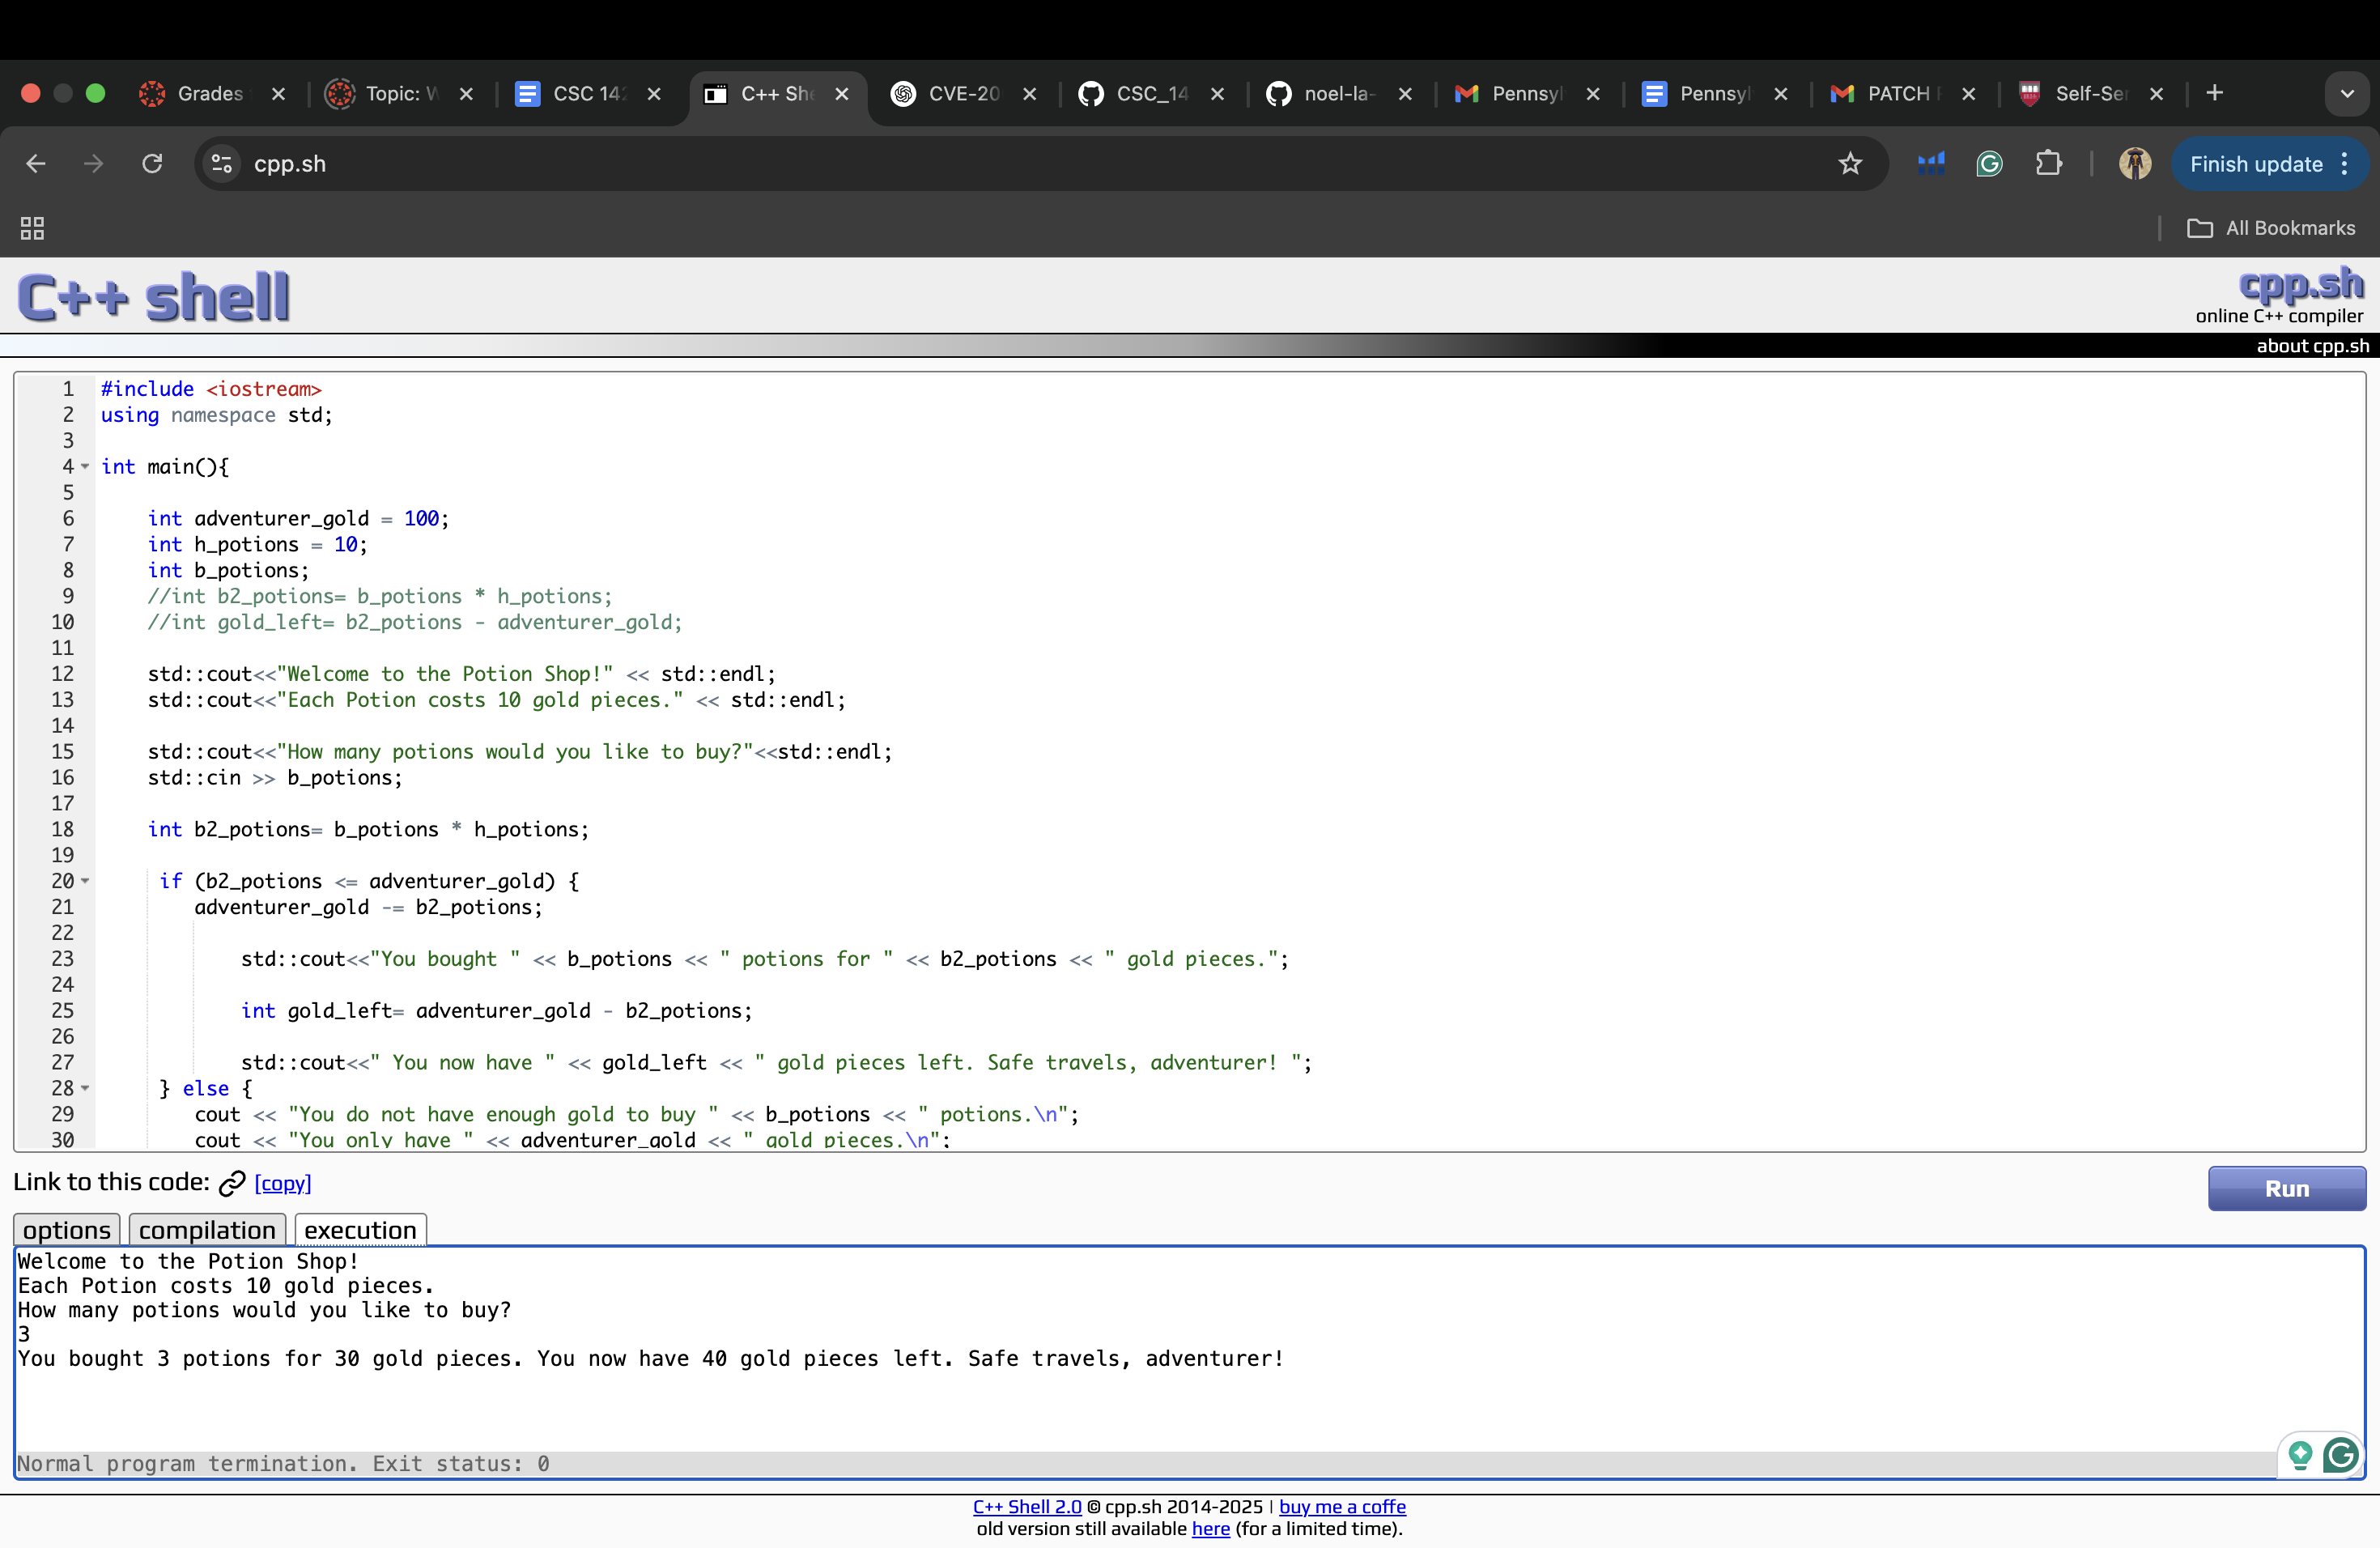 Grades
Topic: W
CSC 142
C++ She
CVE-20
CSC_14
noel-la-
Pennsyl
Pennsyl
PATCH
Self-Ser
cpp.sh
Finish update
All Bookmarks
C++ shell
cpp.sh
online C++ compiler
about cpp.sh
1 #include <iostream>
2 using namespace std;
3
4 int main(){
5
6 int adventurer_gold = 100;
7 int h_potions = 10;
8 int b_potions;
9 //int b2_potions= b_potions * h_potions;
10 //int gold_left= b2_potions - adventurer_gold;
11
12 std::cout<<"Welcome to the Potion Shop!" << std::endl;
13 std::cout<<"Each Potion costs 10 gold pieces." << std::endl;
14
15 std::cout<<"How many potions would you like to buy?"<<std::endl;
16 std::cin >> b_potions;
17
18 int b2_potions= b_potions * h_potions;
19
20 if (b2_potions <= adventurer_gold) {
21 adventurer_gold -= b2_potions;
22
23 std::cout<<"You bought " << b_potions << " potions for " << b2_potions << " gold pieces.";
24
25 int gold_left= adventurer_gold - b2_potions;
26
27 std::cout<<" You now have " << gold_left << " gold pieces left. Safe travels, adventurer! ";
28 } else {
29 cout << "You do not have enough gold to buy " << b_potions << " potions.\n";
30 cout << "You only have " << adventurer_gold << " gold pieces.\n";
Link to this code: [copy]
Run
options compilation execution
Welcome to the Potion Shop!
Each Potion costs 10 gold pieces.
How many potions would you like to buy?
3
You bought 3 potions for 30 gold pieces. You now have 40 gold pieces left. Safe travels, adventurer!
Normal program termination. Exit status: 0
C++ Shell 2.0 © cpp.sh 2014-2025 | buy me a coffe
old version still available here (for a limited time).